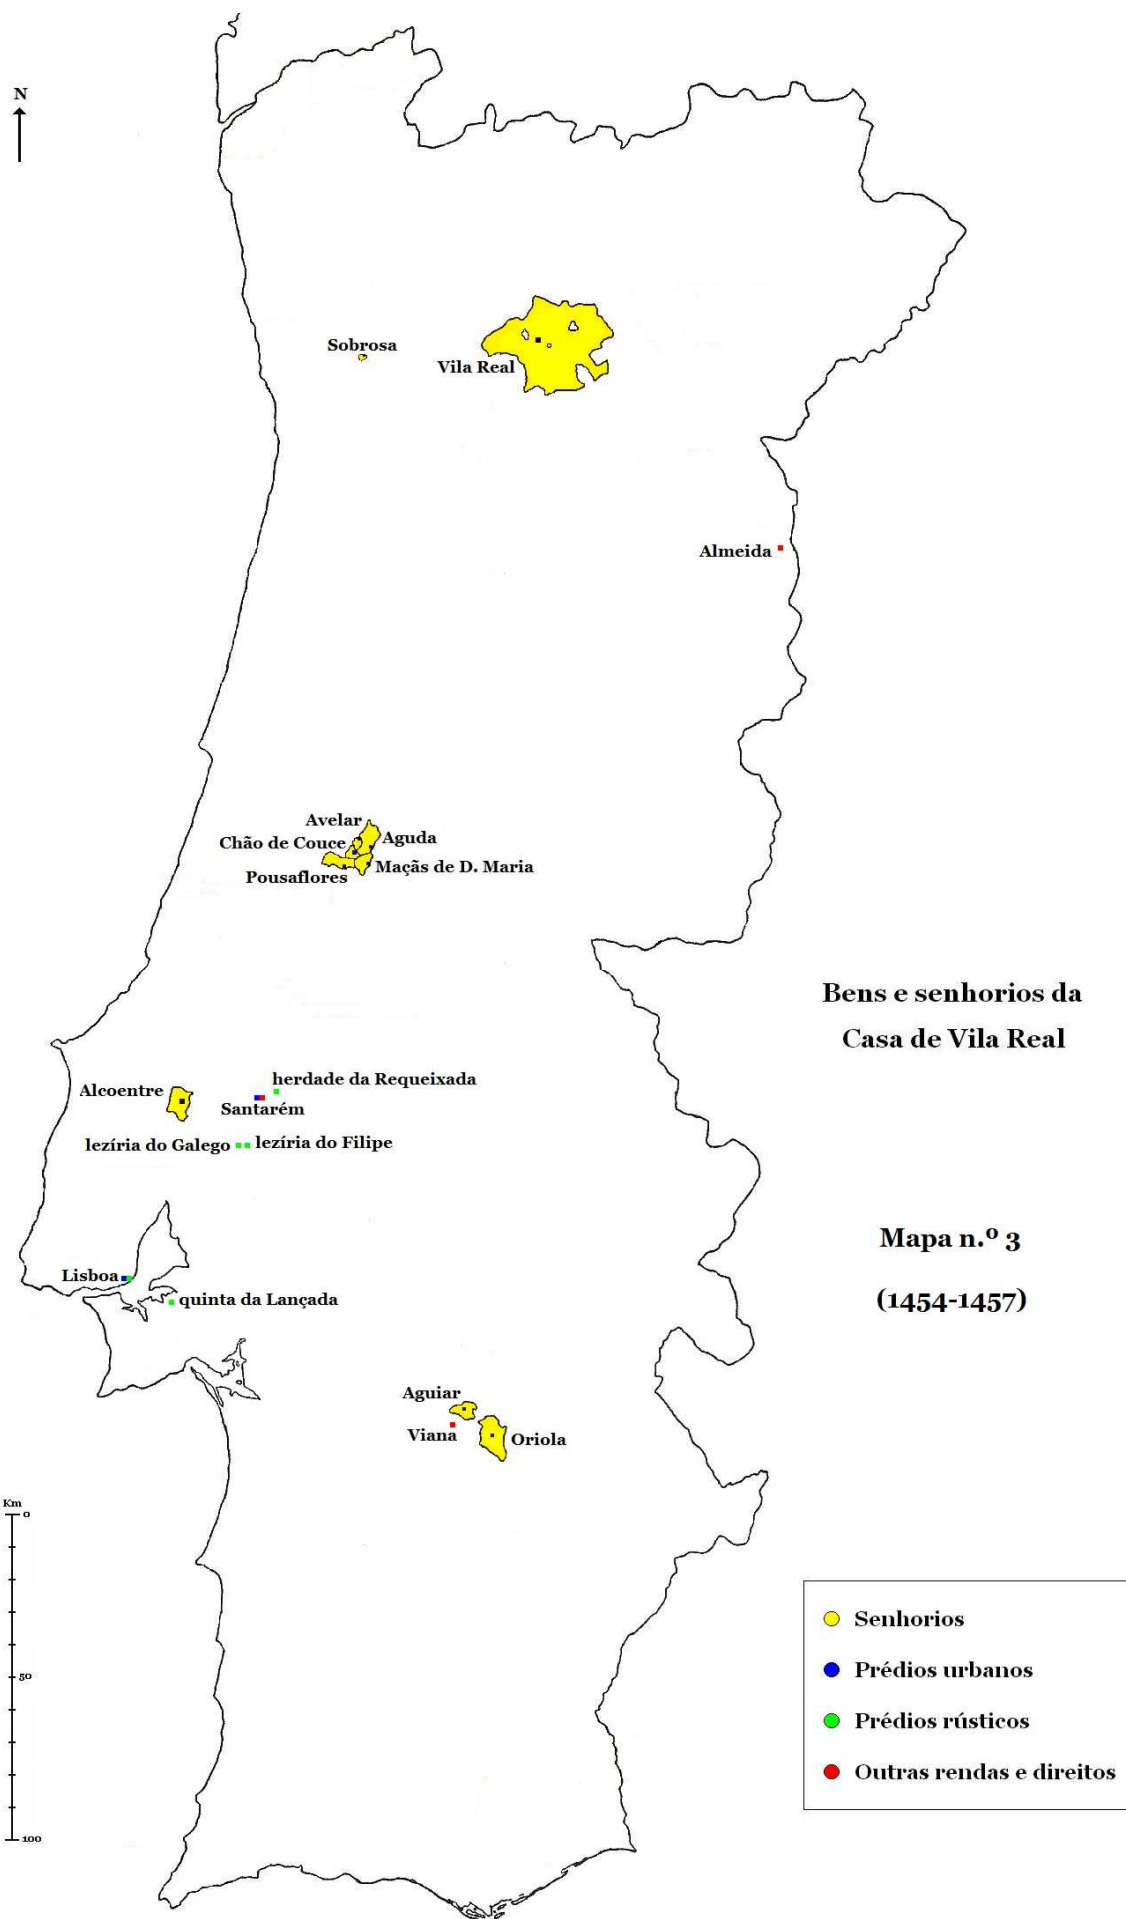 N
Sobrosa
Vila Real
Almeida
Avelar
Chão de Couce
Aguda
Maçãs de D. Maria
Pousaflores
Bens e senhorios da
Casa de Vila Real
herdade da Requeixada
Alcoentre
Santarém
lezíria do Galego
lezíria do Filipe
Mapa n.º 3
(1454-1457)
Lisboa
quinta da Lançada
Aguiar
Viana
Oriola
Km
0
50
100
Senhorios
Prédios urbanos
Prédios rústicos
Outras rendas e direitos